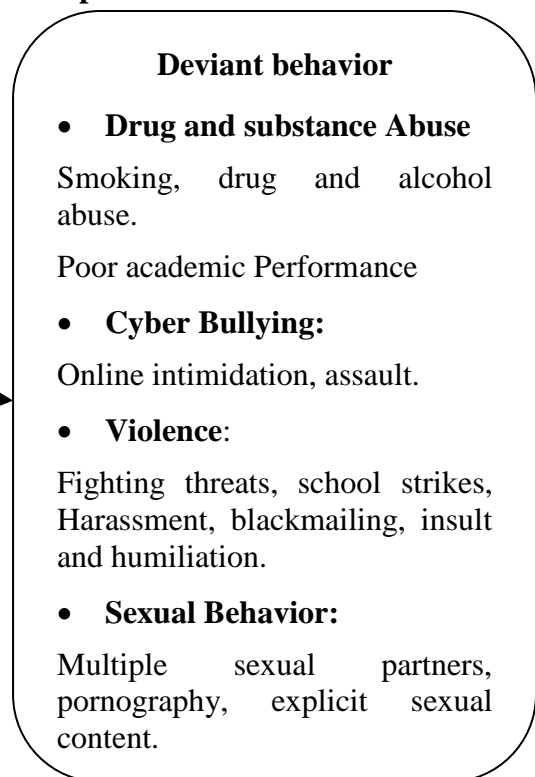 Deviant behavior
• Drug and substance Abuse
Smoking, drug and alcohol
abuse.
Poor academic Performance
• Cyber Bullying:
Online intimidation, assault.
• Violence:
Fighting threats, school strikes,
Harassment, blackmailing, insult
and humiliation.
• Sexual Behavior:
Multiple sexual partners,
pornography, explicit sexual
content.